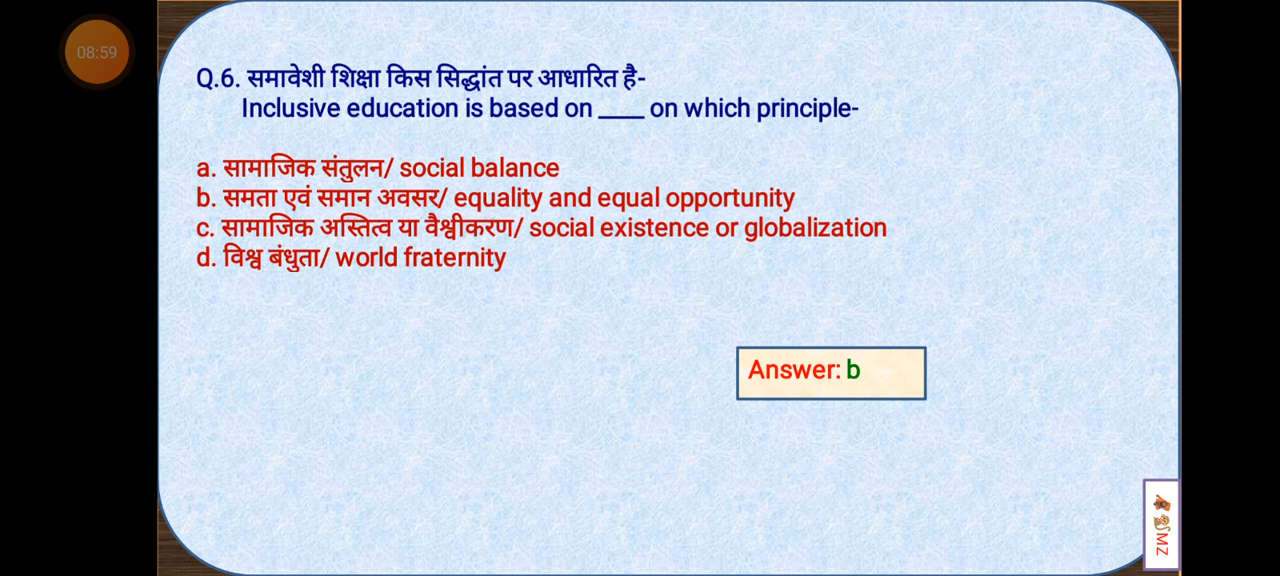 08:59
Q.6. समावेशी शिक्षा किस सिद्धांत पर आधारित है-
Inclusive education is based on ____ on which principle-
a. सामाजिक संतुलन/ social balance
b. समता एवं समान अवसर/ equality and equal opportunity
c. सामाजिक अस्तित्व या वैश्वीकरण/ social existence or globalization
d. विश्व बंधुता/ world fraternity
Answer: b
MZ